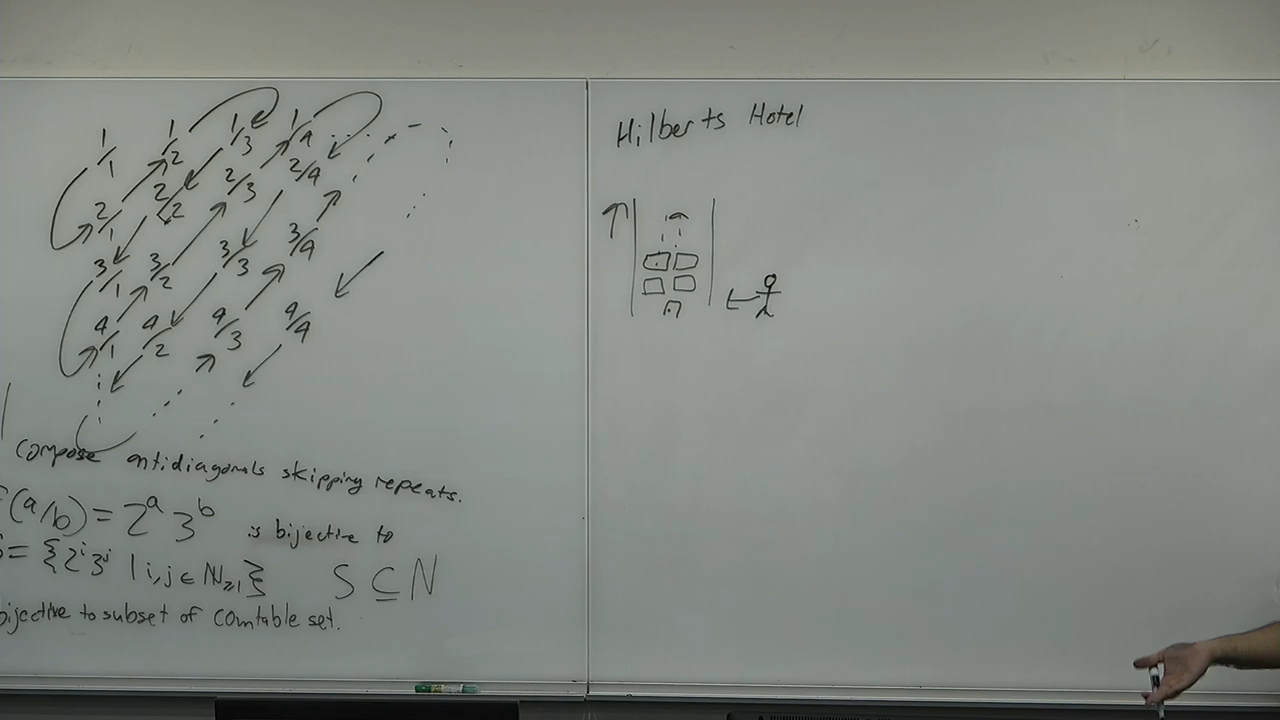 1/1 1/2 1/3 1/4
2/1 2/2 2/3 2/4
3/1 3/2 3/3 3/4
4/1 4/2 4/3 4/4
compose antidiagonals skipping repeats.
(a/b) = 2^a 3^b is bijective to
= {2^i 3^j | i,j ∈ ℕ≥1} S ⊆ ℕ
bijective to subset of countable set.
Hilberts Hotel